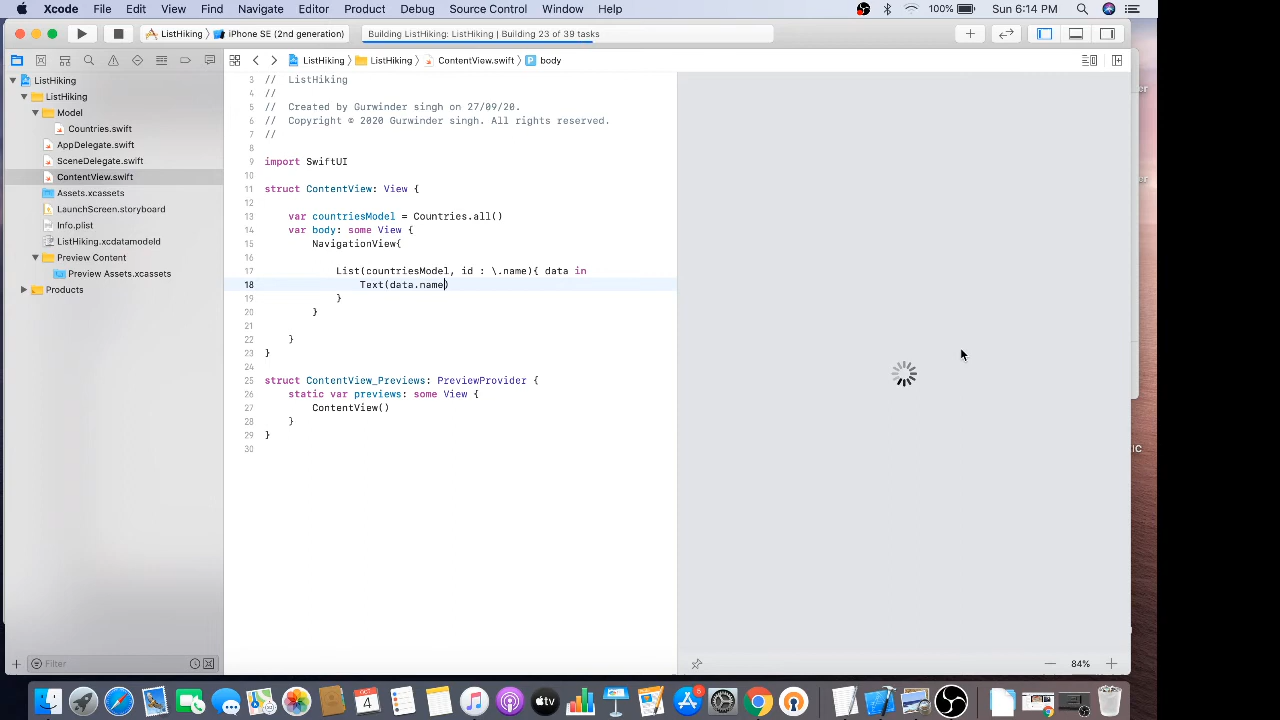 Xcode File Edit View Find Navigate Editor Product Debug Source Control Window Help 100% Sun 6:14 PM
ListHiking iPhone SE (2nd generation) Building ListHiking: ListHiking | Building 23 of 39 tasks
ListHiking ListHiking ContentView.swift body
ListHiking
ListHiking
Model
Countries.swift
AppDelegate.swift
SceneDelegate.swift
ContentView.swift
Assets.xcassets
LaunchScreen.storyboard
Info.plist
ListHiking.xcdatamodeld
Preview Content
Preview Assets.xcassets
Products
Filter
3 //  ListHiking
4 //
5 //  Created by Gurwinder singh on 27/09/20.
6 //  Copyright © 2020 Gurwinder singh. All rights reserved.
7 //
8
9 import SwiftUI
10
11 struct ContentView: View {
12
13 var countriesModel = Countries.all()
14 var body: some View {
15 NavigationView{
16
17 List(countriesModel, id : \.name){ data in
18 Text(data.name)
19 }
20 }
21
22 }
23 }
24
25 struct ContentView_Previews: PreviewProvider {
26 static var previews: some View {
27 ContentView()
28 }
29 }
30
84%
er
er
IC
4
5